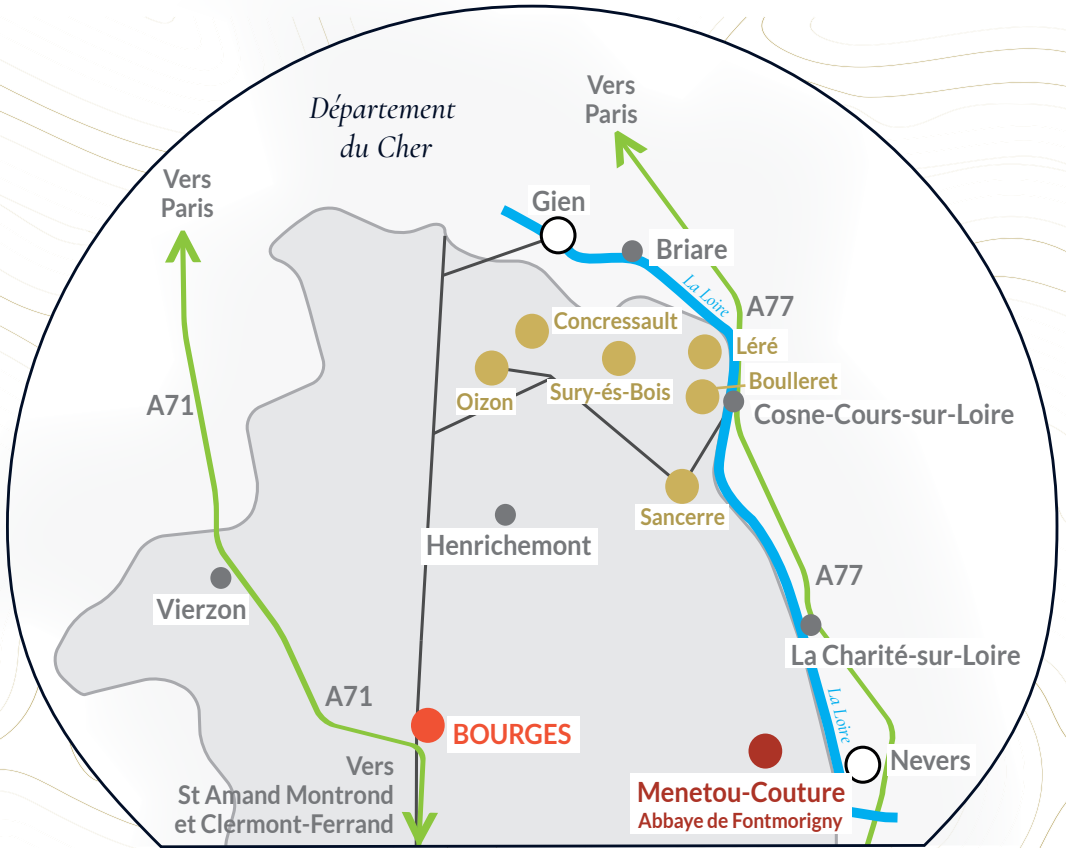 Département
du Cher
Vers
Paris
Vers
Paris
Gien
Briare
La Loire
A77
Concressault
Léré
Oizon
Sury-és-Bois
Boulleret
A71
Cosne-Cours-sur-Loire
Sancerre
Henrichemont
A77
Vierzon
La Charité-sur-Loire
A71
La Loire
BOURGES
Nevers
Vers
St Amand Montrond
et Clermont-Ferrand
Menetou-Couture
Abbaye de Fontmorigny